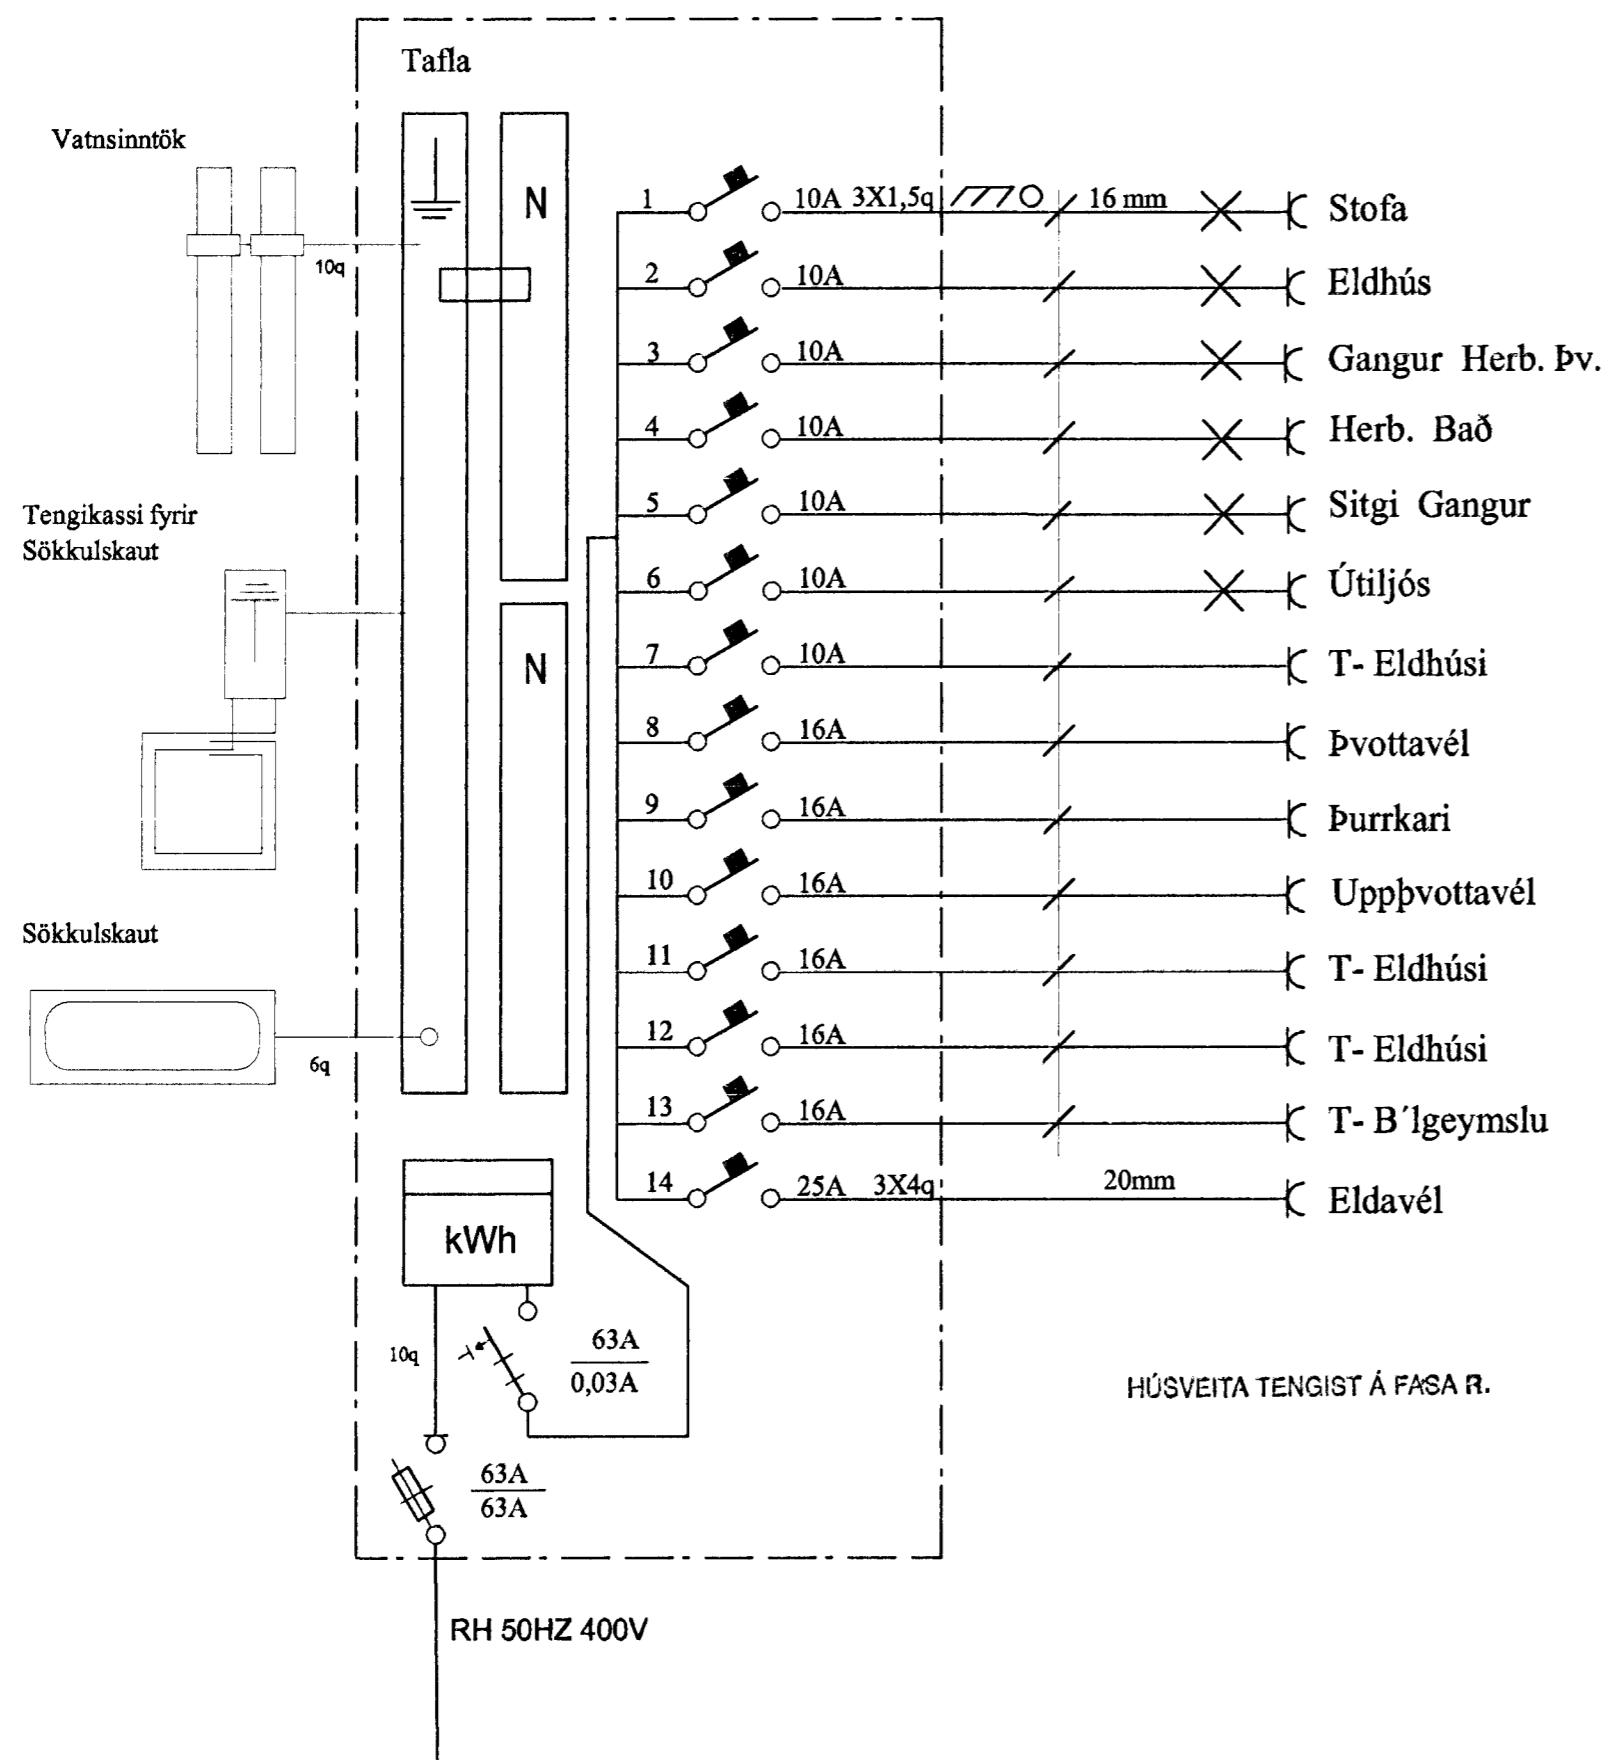 Tafla
Vatnsinntök
10q
N
1 10A 3X1,5q 16 mm Stofa
2 10A Eldhús
3 10A Gangur Herb. Þv.
4 10A Herb. Bað
5 10A Sitgi Gangur
6 10A Útiljós
7 10A T- Eldhúsi
8 16A Þvottavél
9 16A Þurrkari
10 16A Uppþvottavél
11 16A T- Eldhúsi
12 16A T- Eldhúsi
13 16A T- B´lgeymslu
14 25A 3X4q 20mm Eldavél
Tengikassi fyrir
Sökkulskaut
N
Sökkulskaut
6q
kWh
10q
63A
0,03A
63A
63A
HÚSVEITA TENGIST Á FASA R.
RH 50HZ 400V